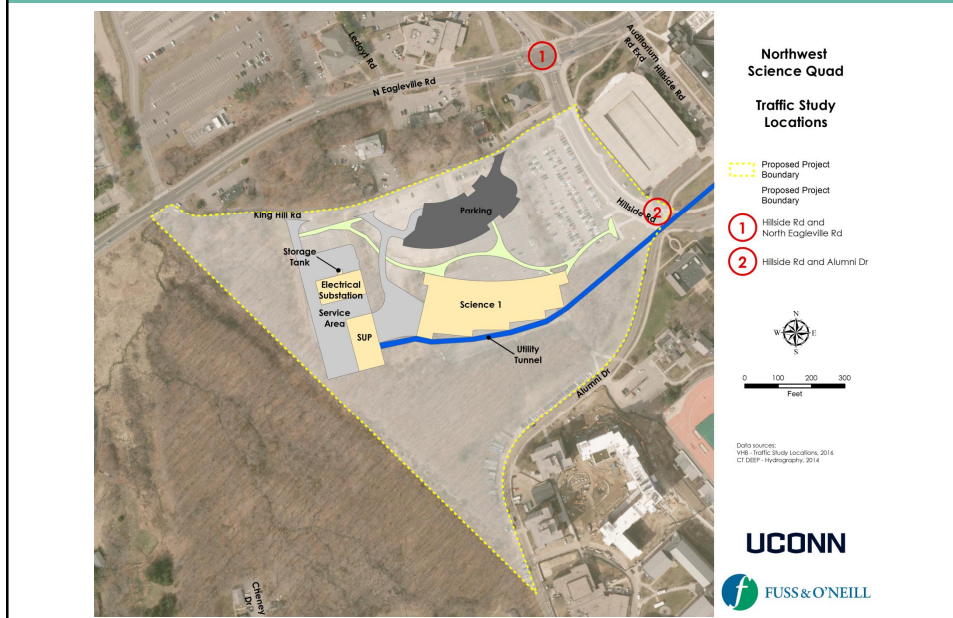 Ledoyt Rd
N Eagleville Rd
1
Auditorium
Rd Exd
Hillside Rd
King Hill Rd
Parking
Hillside Rd
2
Storage
Tank
Electrical
Substation
Service
Area
SUP
Science 1
Utility
Tunnel
Alumni Dr
Cheney
Dr
Northwest
Science Quad
Traffic Study
Locations
Proposed Project
Boundary
Proposed Project
Boundary
1
Hillside Rd and
North Eagleville Rd
2
Hillside Rd and Alumni Dr
N
W
E
S
0 100 200 300
Feet
Data sources:
VHB - Traffic Study Locations, 2016
CT DEEP - Hydrography, 2014
UCONN
f
FUSS & O'NEILL